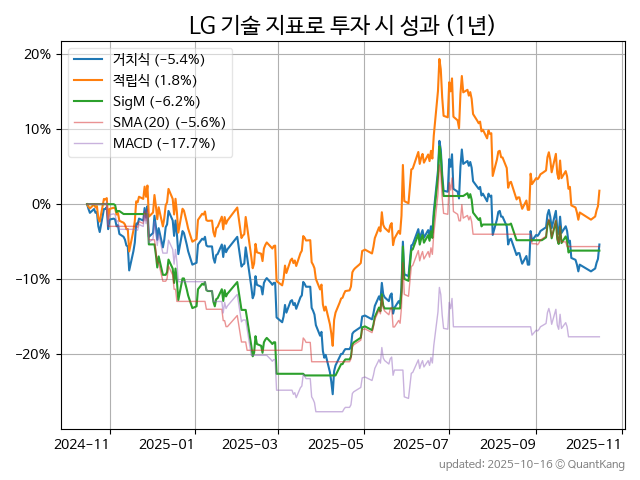 LG 기술 지표로 투자 시 성과 (1년)
거치식 (−5.4%)
적립식 (1.8%)
SigM (−6.2%)
SMA(20) (−5.6%)
MACD (−17.7%)
20%
10%
0%
−10%
−20%
2024-11 2025-01 2025-03 2025-05 2025-07 2025-09 2025-11
updated: 2025-10-16 © QuantKang